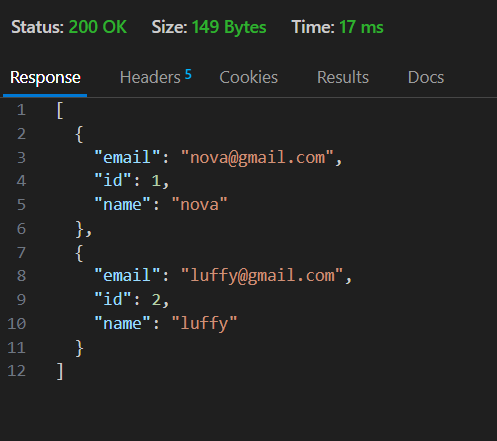 Status: 200 OK Size: 149 Bytes Time: 17 ms
Response Headers 5 Cookies Results Docs
1 [
2 {
3 "email": "nova@gmail.com",
4 "id": 1,
5 "name": "nova"
6 },
7 {
8 "email": "luffy@gmail.com",
9 "id": 2,
10 "name": "luffy"
11 }
12 ]